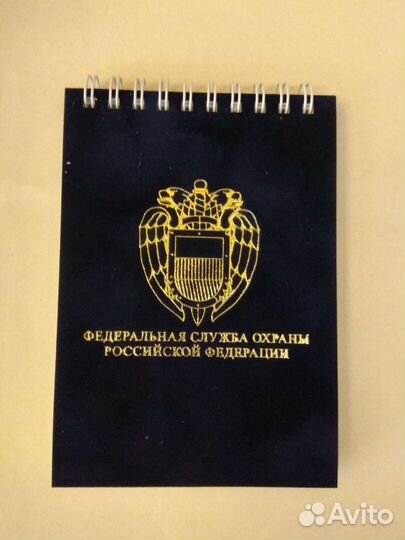 ФЕДЕРАЛЬНАЯ СЛУЖБА ОХРАНЫ
РОССИЙСКОЙ ФЕДЕРАЦИИ
Avito